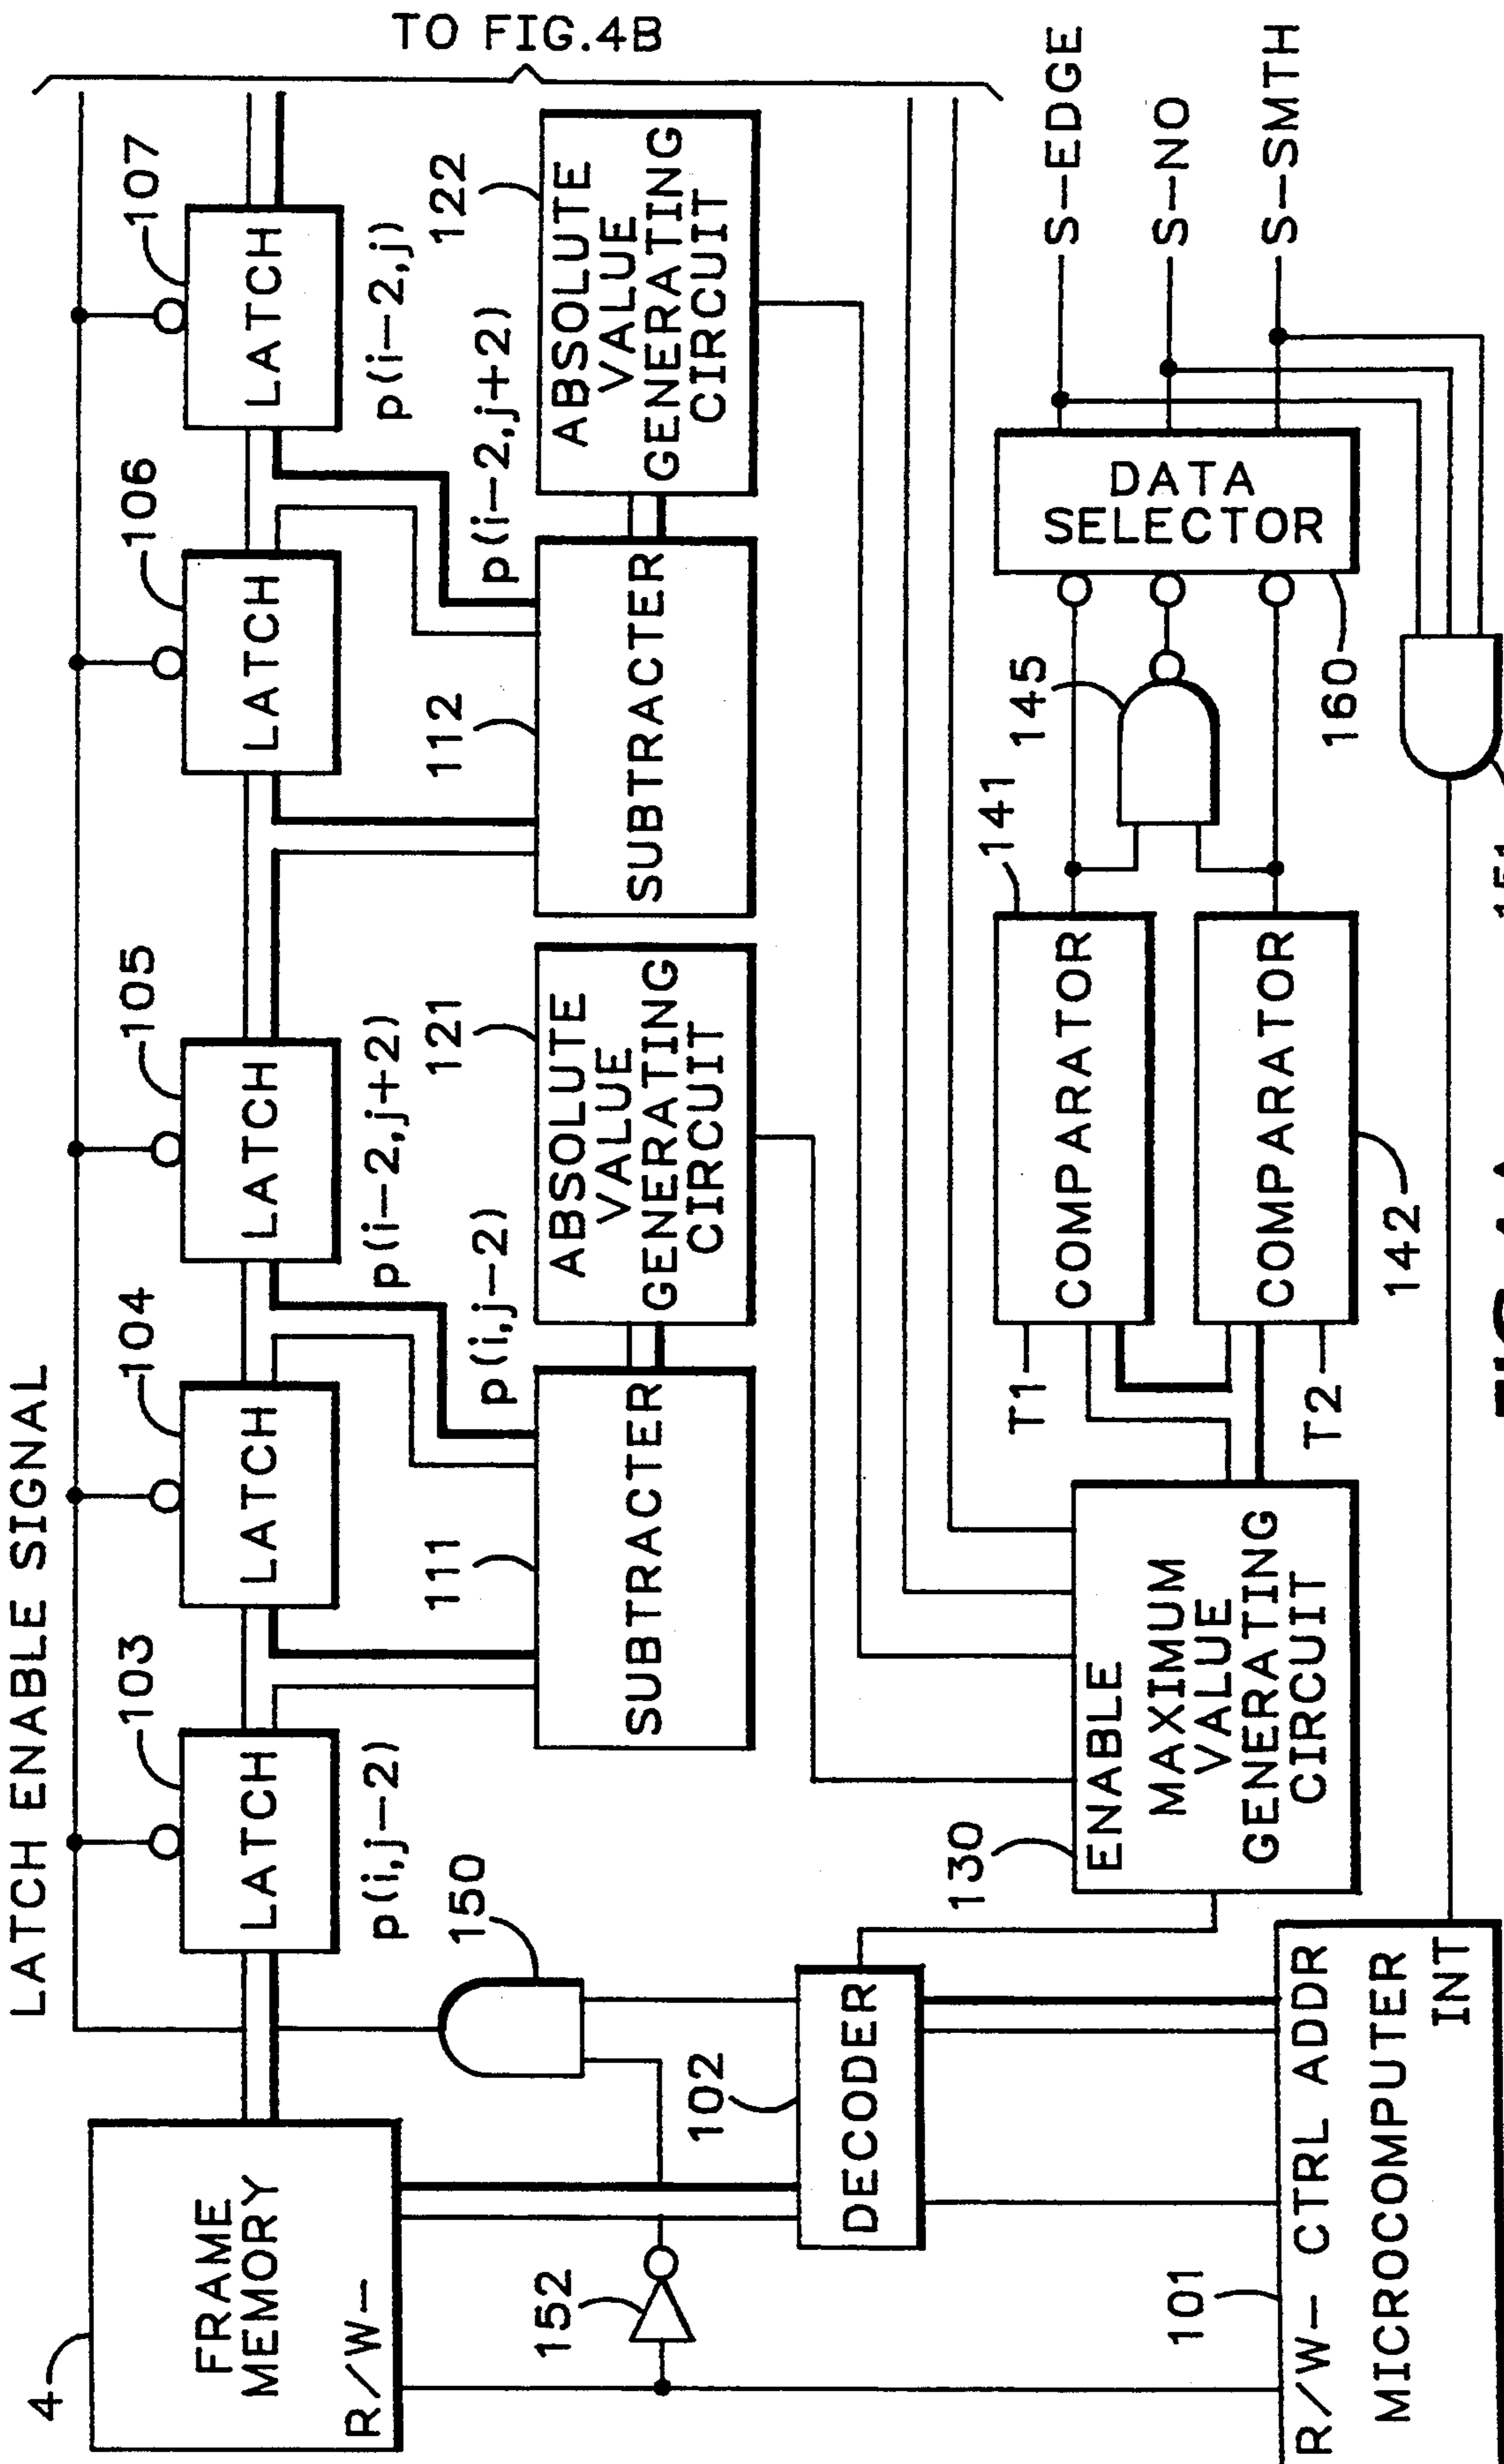 TO FIG.4B
LATCH ENABLE SIGNAL
4
FRAME
MEMORY
R/W-
103
LATCH
p(i,j-2)
104
LATCH
105
LATCH
p(i-2,j+2)
106
LATCH
107
LATCH
p(i-2,j)
150
111
SUBTRACTER
p(i,j-2)
121
ABSOLUTE
VALUE
GENERATING
CIRCUIT
112
SUBTRACTER
p(i-2,j+2)
122
ABSOLUTE
VALUE
GENERATING
CIRCUIT
152
102
DECODER
130
ENABLE
MAXIMUM
VALUE
GENERATING
CIRCUIT
T1
T2
141
COMPARATOR
COMPARATOR
142
145
160
DATA
SELECTOR
S-EDGE
S-NO
S-SMTH
101
R/W- CTRL ADDR
MICROCOMPUTER
INT